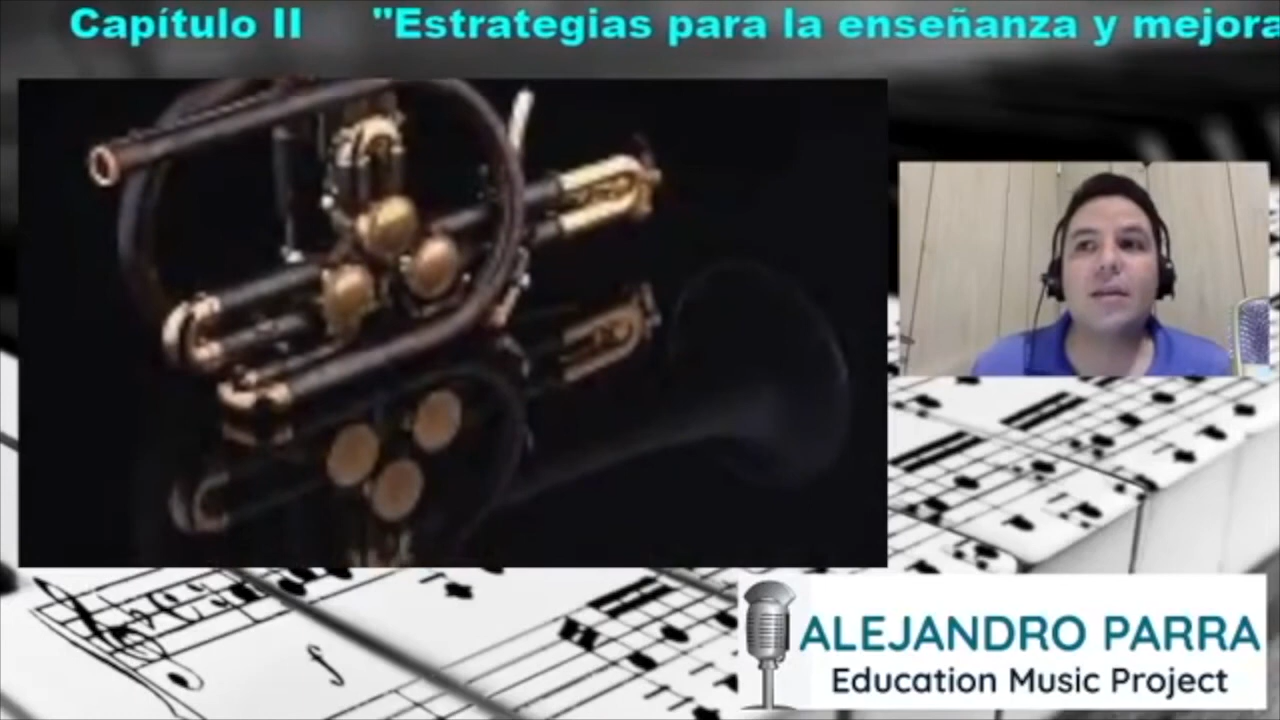 Capítulo II "Estrategias para la enseñanza y mejora
ALEJANDRO PARRA
Education Music Project